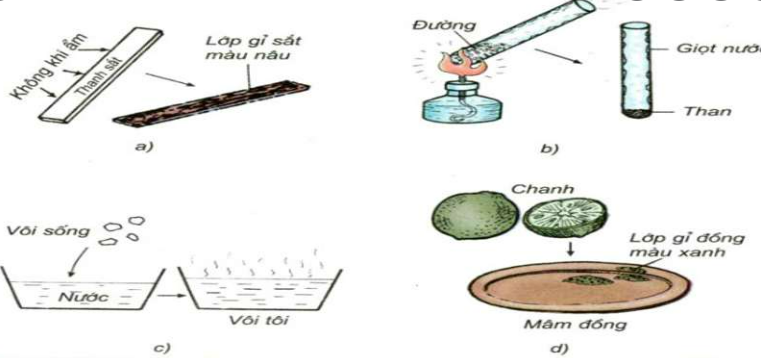 Không khí ẩm
Thanh sắt
Lớp gỉ sắt
màu nâu
a)
Đường
Giọt nước
Than
b)
Vôi sống
Nước
Vôi tôi
c)
Chanh
Lớp gỉ đồng
màu xanh
Mâm đồng
d)